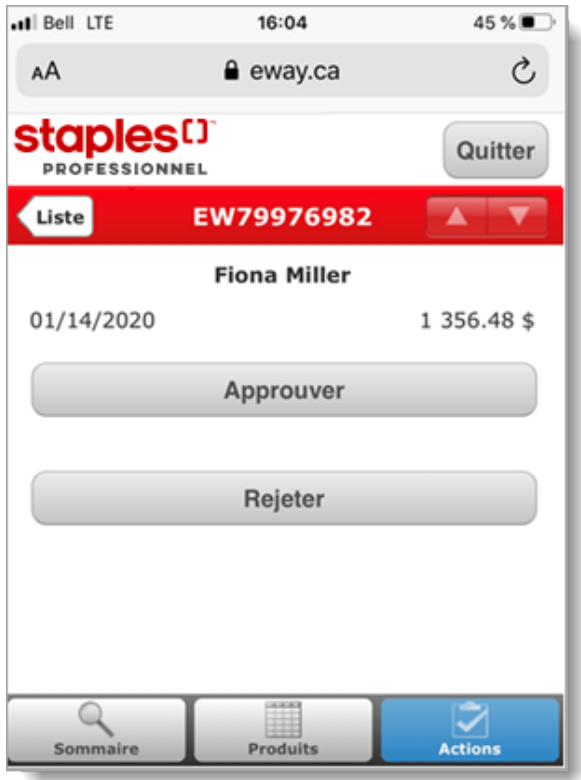 Bell LTE 16:04 45 %
AA eway.ca
staples
PROFESSIONNEL
Quitter
Liste EW79976982
Fiona Miller
01/14/2020 1 356.48 $
Approuver
Rejeter
Sommaire Produits Actions